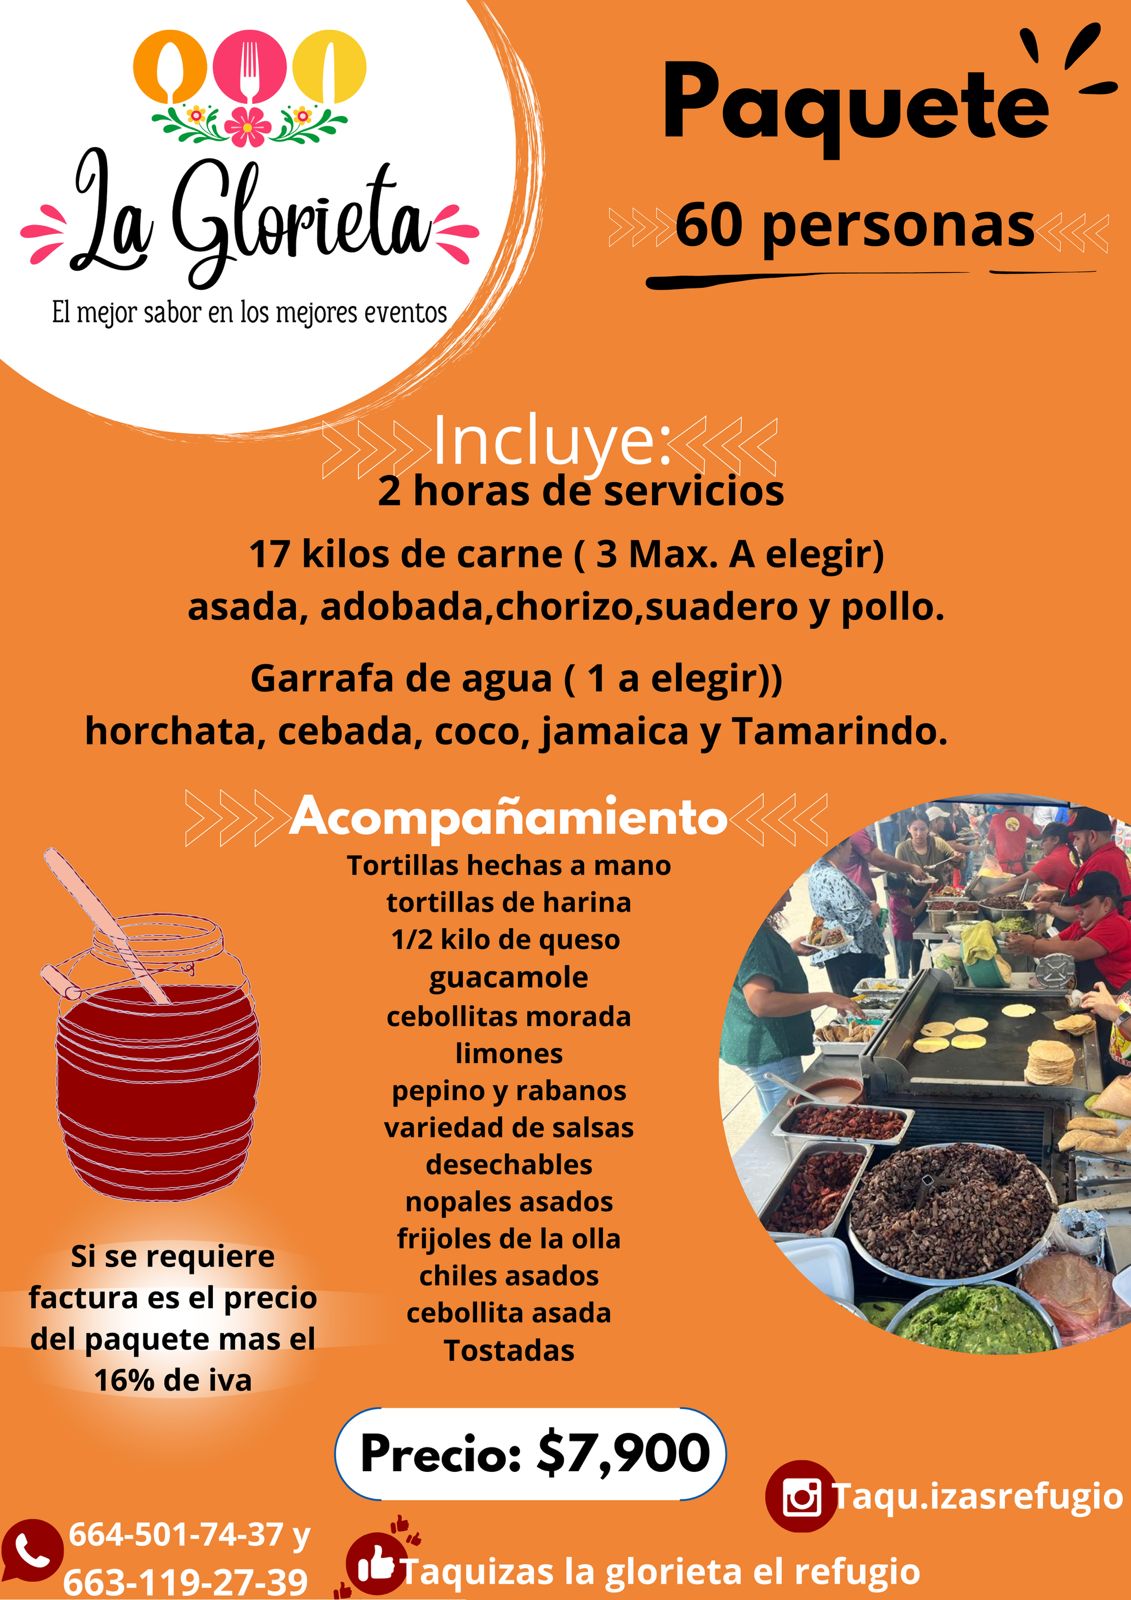 La Glorieta
El mejor sabor en los mejores eventos
Paquete
60 personas
Incluye:
2 horas de servicios
17 kilos de carne ( 3 Max. A elegir)
asada, adobada,chorizo,suadero y pollo.
Garrafa de agua ( 1 a elegir))
horchata, cebada, coco, jamaica y Tamarindo.
Acompañamiento
Tortillas hechas a mano
tortillas de harina
1/2 kilo de queso
guacamole
cebollitas morada
limones
pepino y rabanos
variedad de salsas
desechables
nopales asados
frijoles de la olla
chiles asados
cebollita asada
Tostadas
Si se requiere
factura es el precio
del paquete mas el
16% de iva
Precio: $7,900
Taqu.izasrefugio
664-501-74-37 y
663-119-27-39
Taquizas la glorieta el refugio